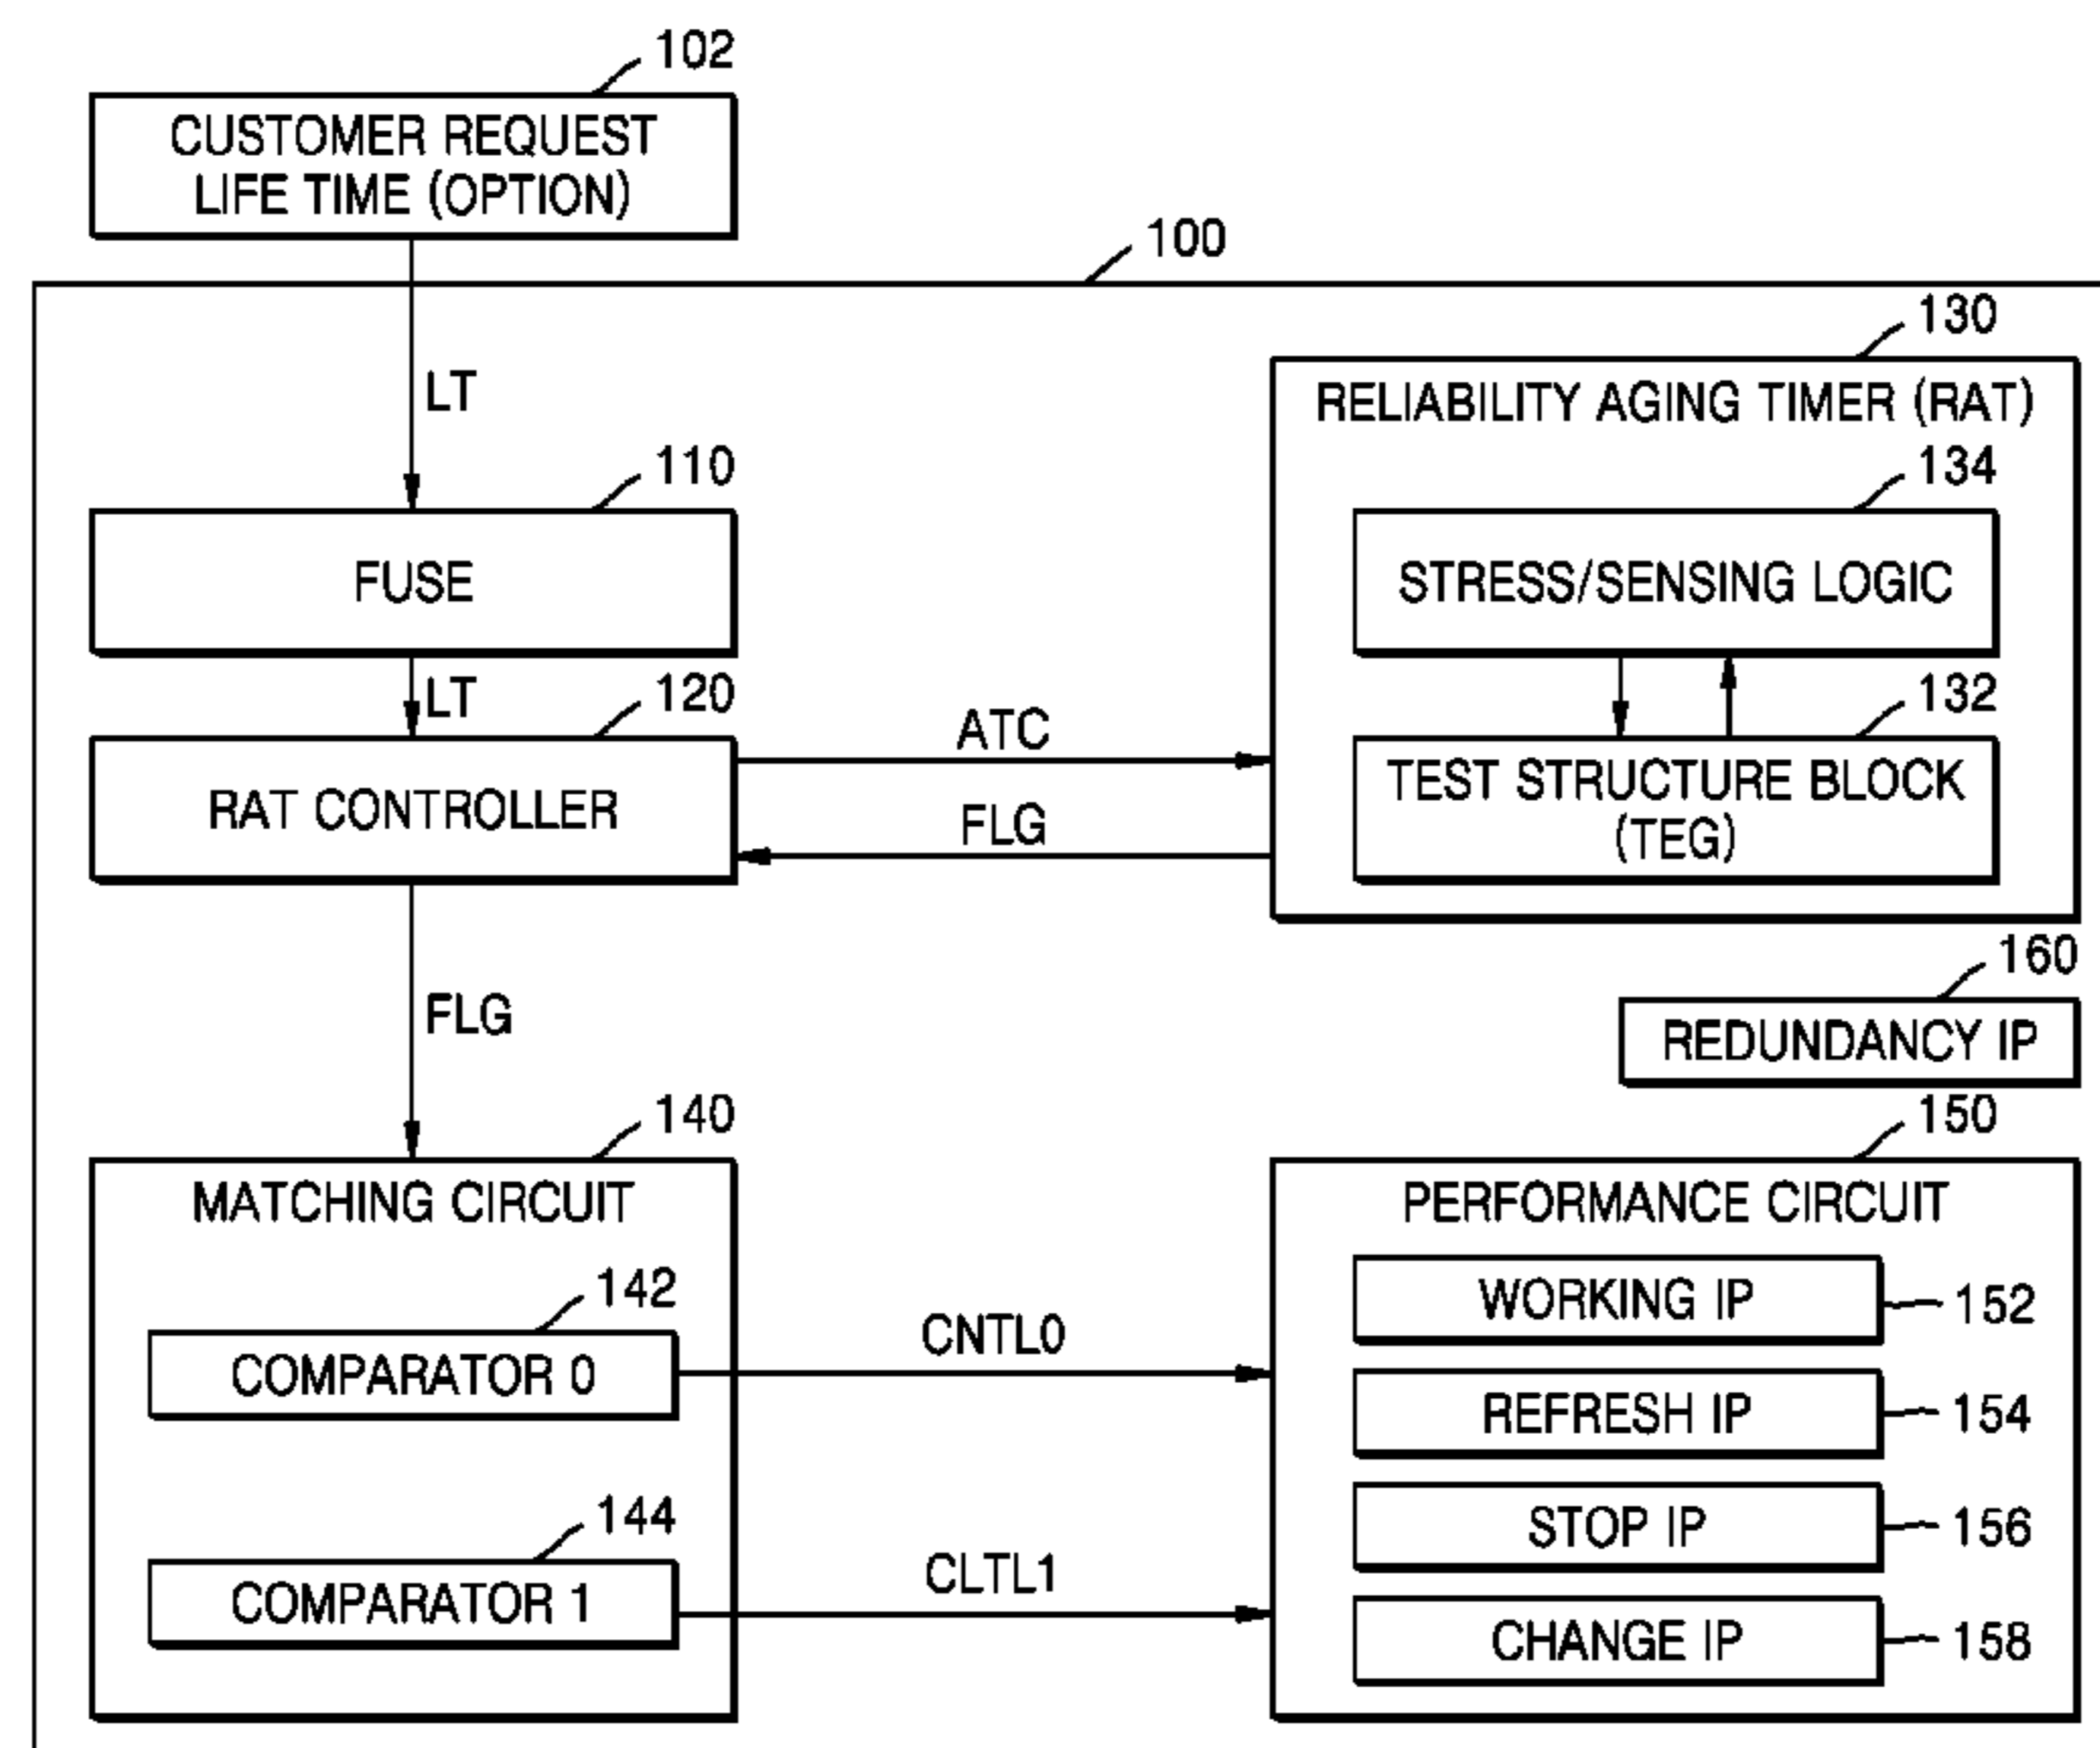 102
CUSTOMER REQUEST
LIFE TIME (OPTION)
100
LT
130
RELIABILITY AGING TIMER (RAT)
110
FUSE
134
STRESS/SENSING LOGIC
LT
120
RAT CONTROLLER
ATC
FLG
132
TEST STRUCTURE BLOCK
(TEG)
FLG
160
REDUNDANCY IP
140
MATCHING CIRCUIT
142
COMPARATOR 0
CNTL0
144
COMPARATOR 1
CLTL1
150
PERFORMANCE CIRCUIT
WORKING IP
152
REFRESH IP
154
STOP IP
156
CHANGE IP
158